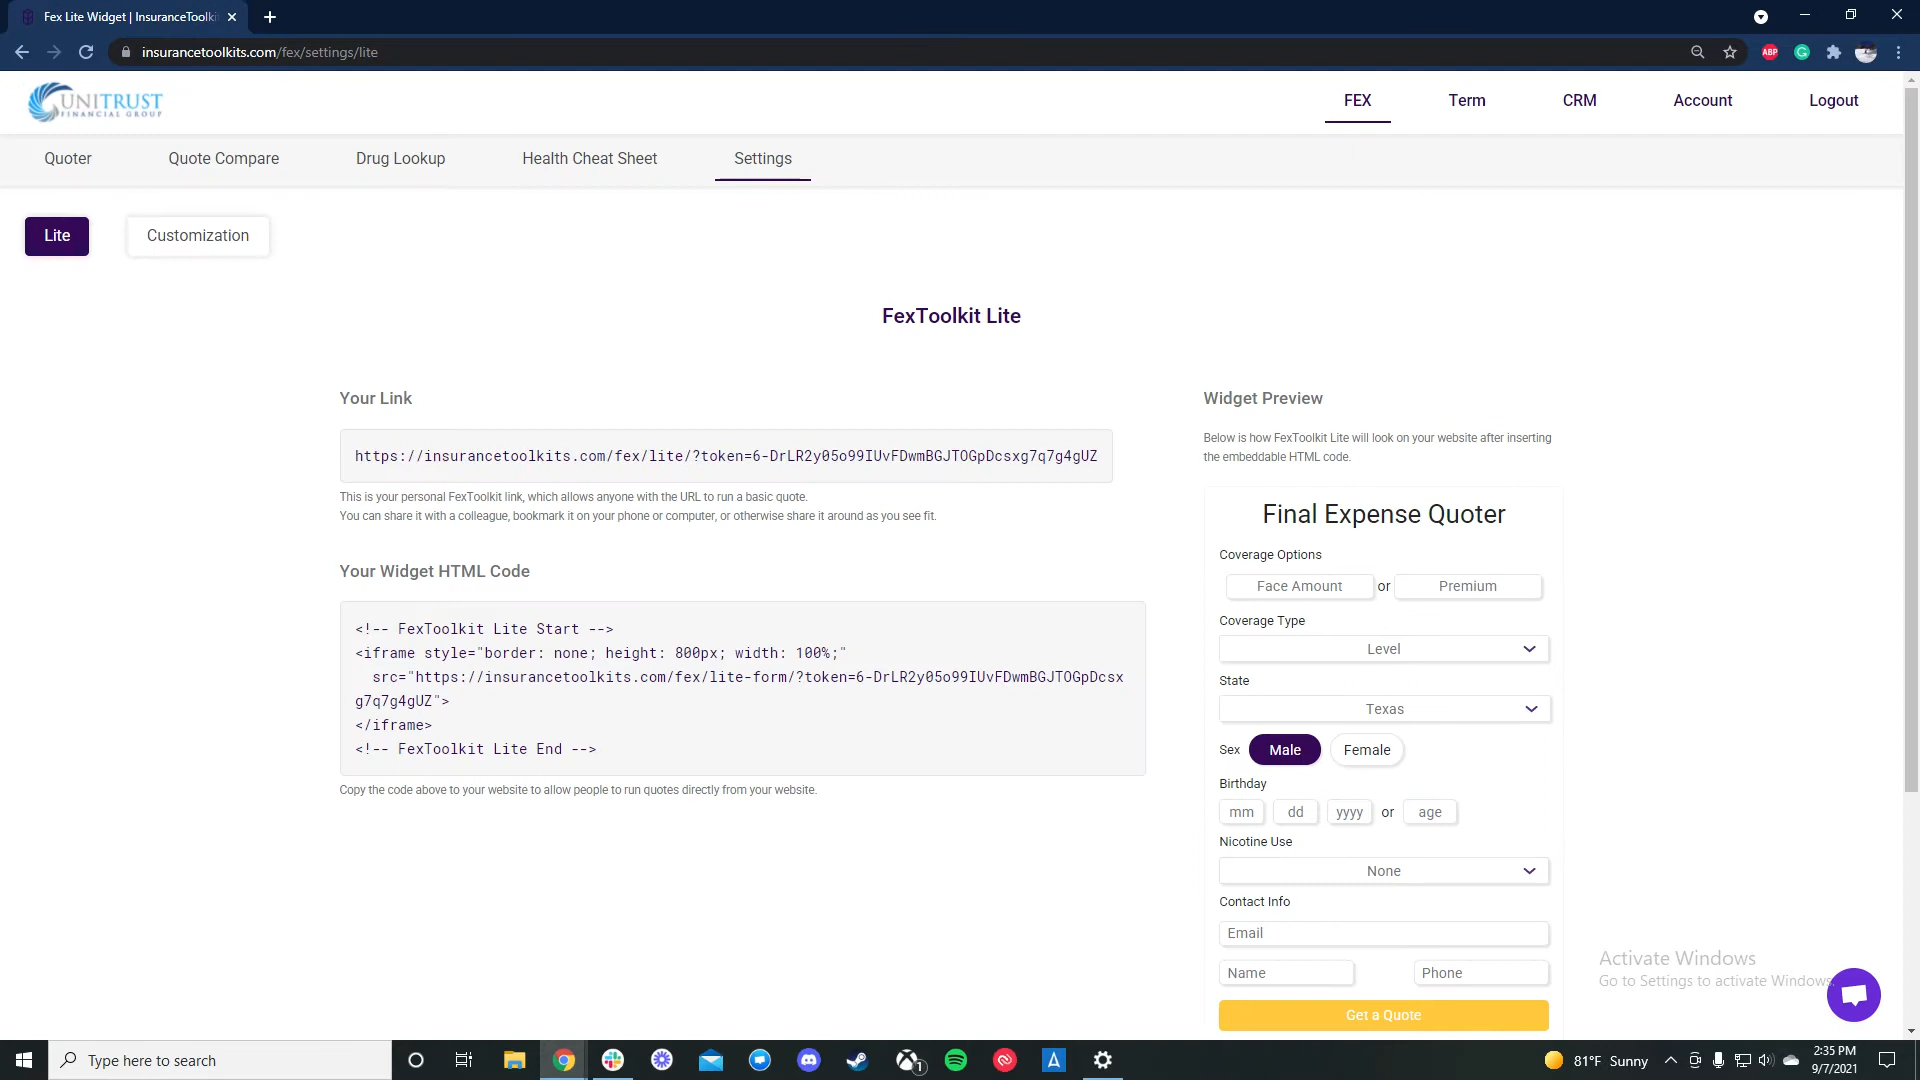 Fex Lite Widget | InsuranceToolki
insurancetoolkits.com/fex/settings/lite
ABP
UNITRUST
FINANCIAL GROUP
FEX
Term
CRM
Account
Logout
Quoter
Quote Compare
Drug Lookup
Health Cheat Sheet
Settings
Lite
Customization
FexToolkit Lite
Your Link
https://insurancetoolkits.com/fex/lite/?token=6-DrLR2y05o99IUvFDwmBGJTOGpDcsxg7q7g4gUZ
This is your personal FexToolkit link, which allows anyone with the URL to run a basic quote.
You can share it with a colleague, bookmark it on your phone or computer, or otherwise share it around as you see fit.
Your Widget HTML Code
<!-- FexToolkit Lite Start -->
<iframe style="border: none; height: 800px; width: 100%;"
src="https://insurancetoolkits.com/fex/lite-form/?token=6-DrLR2y05o99IUvFDwmBGJTOGpDcsx
g7q7g4gUZ">
</iframe>
<!-- FexToolkit Lite End -->
Copy the code above to your website to allow people to run quotes directly from your website.
Widget Preview
Below is how FexToolkit Lite will look on your website after inserting
the embeddable HTML code.
Final Expense Quoter
Coverage Options
Face Amount or Premium
Coverage Type
Level
State
Texas
Sex Male Female
Birthday
mm dd yyyy or age
Nicotine Use
None
Contact Info
Email
Name Phone
Get a Quote
Activate Windows
Go to Settings to activate Windows.
Type here to search
1
81°F Sunny
2:35 PM
9/7/2021